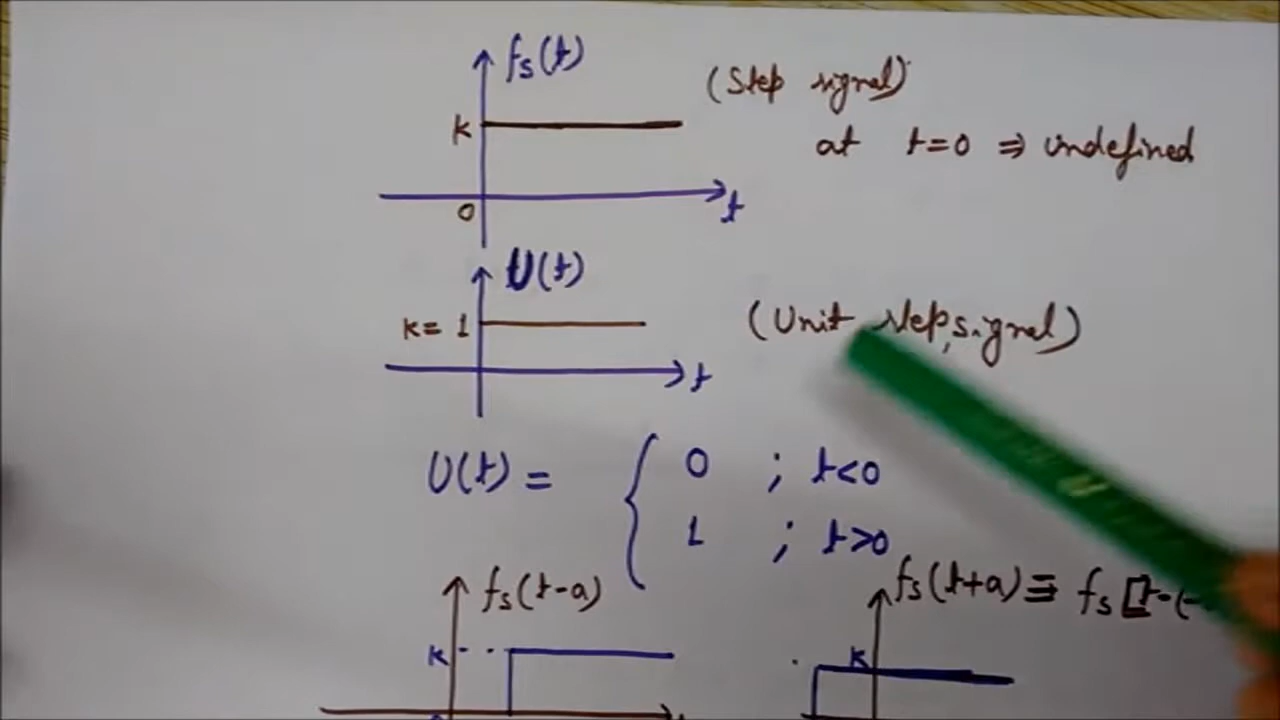 fs(t)
(Step signal)
K
at t=0 ⇒ undefined
0
t
U(t)
K= 1
(Unit step signal)
t
U(t) = { 0 ; t<0
1 ; t>0
fs(t-a)
fs(t+a) ≡ fs[t-(-
K
K